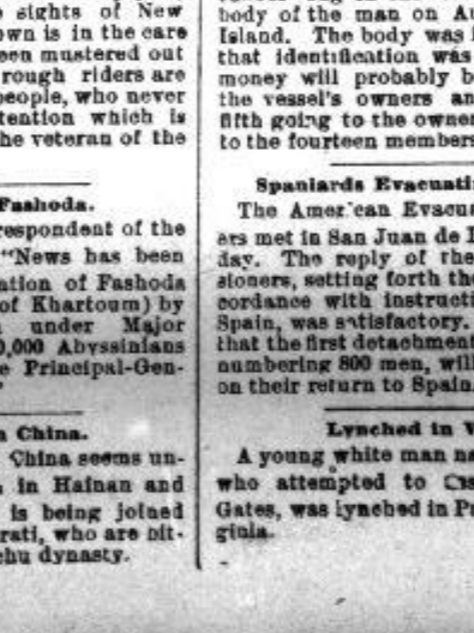 sights of New
own is in the care
een mustered out
rough riders are
people, who never
tention which is
he veteran of the
Fashoda.
respondent of the
"News has been
ation of Fashoda
of Khartoum) by
under Major
0,000 Abyssinians
e Principal-Gen-
China.
China seems un-
in Hainan and
is being joined
rati, who are pit-
chu dynasty.
body of the man on
Island. The body was
that identification was
money will probably b
the vessel's owners an
fifth going to the owner
to the fourteen members
Spaniards Evacuati
The American Evacu
ers met in San Juan de
day. The reply of the
sioners, setting forth the
cordance with instruct
Spain, was satisfactory.
that the first detachment
numbering 800 men, will
on their return to Spain
Lynched in V
A young white man na
who attempted to
Gates, was lynched in
ginia.